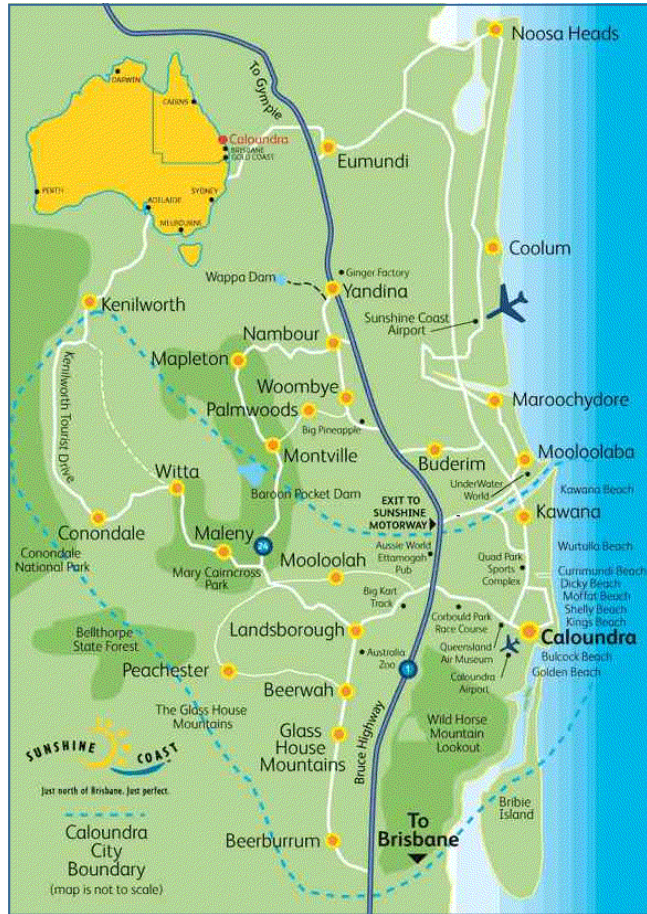 Noosa Heads
To Gympie
DARWIN
CAIRNS
Caloundra
BRISBANE
GOLD COAST
PERTH
ADELAIDE
SYDNEY
MELBOURNE
Eumundi
Coolum
Wappa Dam
Ginger Factory
Yandina
Kenilworth
Sunshine Coast
Airport
Nambour
Mapleton
Kenilworth Tourist Drive
Woombye
Palmwoods
Maroochydore
Big Pineapple
Montville
Buderim
Mooloolaba
UnderWater
World
Kawana Beach
Witta
Baroon Pocket Dam
EXIT TO
SUNSHINE
MOTORWAY
Kawana
Conondale
Conondale
National Park
Maleny
24
Mary Cairncross
Park
Mooloolah
Aussie World
Ettamogah
Pub
Quad Park
Sports
Complex
Wurtulla Beach
Currimundi Beach
Dicky Beach
Moffat Beach
Shelly Beach
Kings Beach
Big Kart
Track
Corbould Park
Race Course
Landsborough
Caloundra
Bellthorpe
State Forest
Australia
Zoo
Queensland
Air Museum
Bulcock Beach
Caloundra
Airport
Golden Beach
1
Peachester
Beerwah
The Glass House
Mountains
Glass
House
Mountains
Bruce Highway
Wild Horse
Mountain
Lookout
SUNSHINE COAST
Just north of Brisbane. Just perfect.
Bribie
Island
Caloundra
City
Boundary
(map is not to scale)
Beerburrum
To
Brisbane